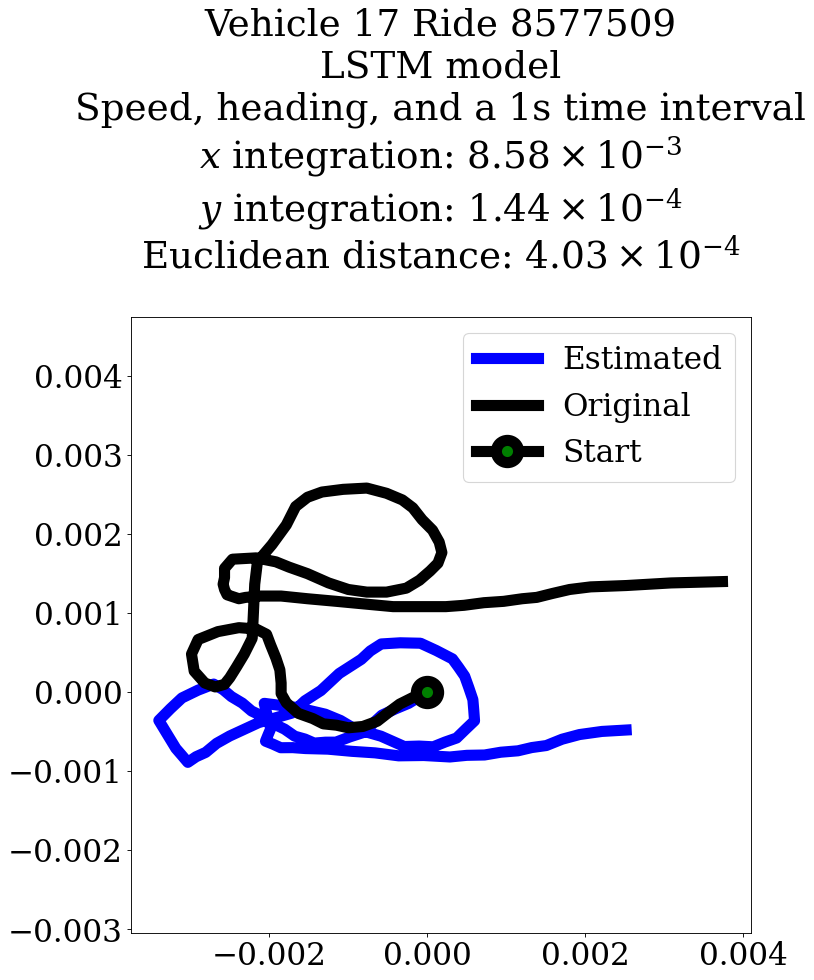 Vehicle 17 Ride 8577509
LSTM model
Speed, heading, and a 1s time interval
x integration: 8.58 × 10⁻³
y integration: 1.44 × 10⁻⁴
Euclidean distance: 4.03 × 10⁻⁴
Estimated
Original
Start
0.004
0.003
0.002
0.001
0.000
−0.001
−0.002
−0.003
−0.002 0.000 0.002 0.004